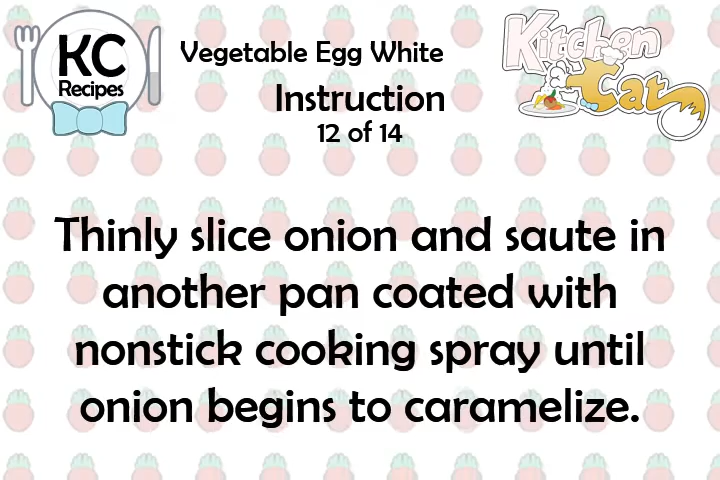 KC
Recipes
Vegetable Egg White
Kitchen
Cat
Instruction
12 of 14
Thinly slice onion and saute in
another pan coated with
nonstick cooking spray until
onion begins to caramelize.